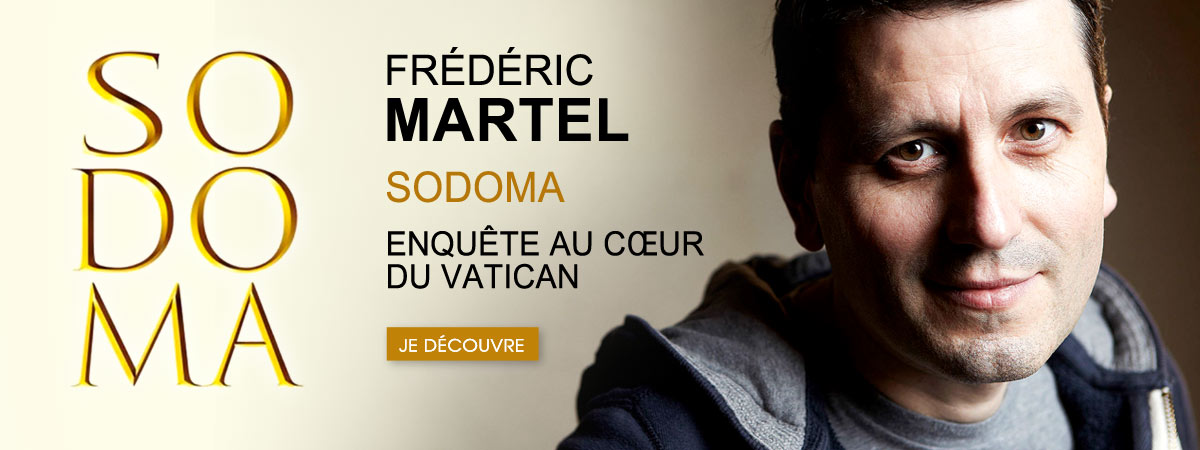 SO
DO
MA
FRÉDÉRIC
MARTEL
SODOMA
ENQUÊTE AU CŒUR
DU VATICAN
JE DÉCOUVRE